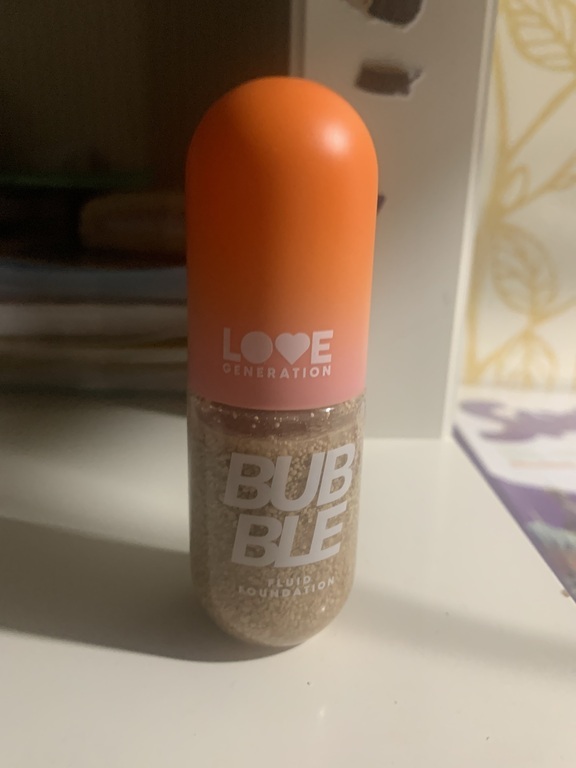 LOVE
GENERATION
BUB
BLE
FLUID
FOUNDATION